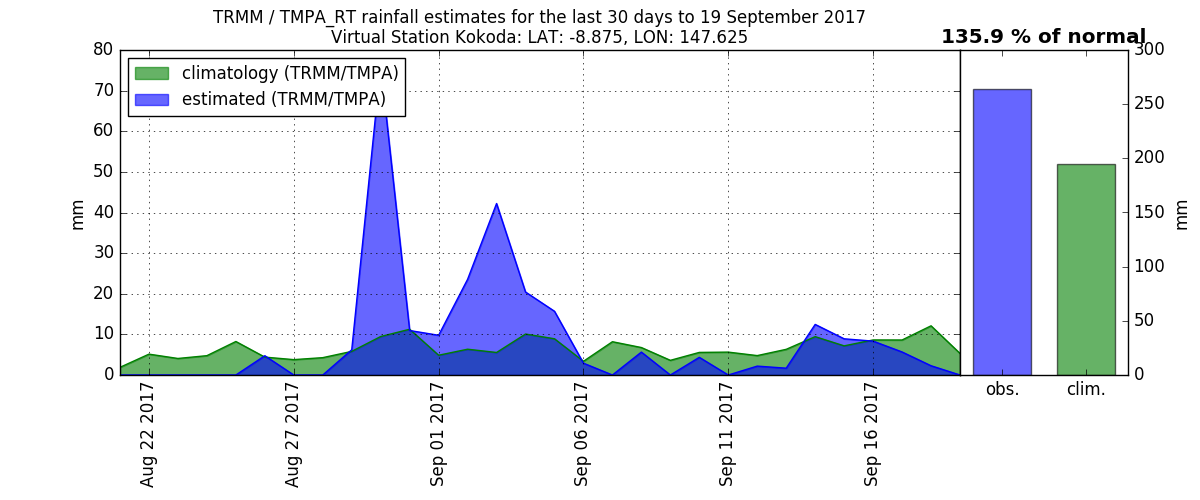 TRMM / TMPA_RT rainfall estimates for the last 30 days to 19 September 2017
Virtual Station Kokoda: LAT: -8.875, LON: 147.625
135.9 % of normal
climatology (TRMM/TMPA)
estimated (TRMM/TMPA)
mm
80
70
60
50
40
30
20
10
0
Aug 22 2017
Aug 27 2017
Sep 01 2017
Sep 06 2017
Sep 11 2017
Sep 16 2017
300
250
200
150
100
50
0
mm
obs.
clim.